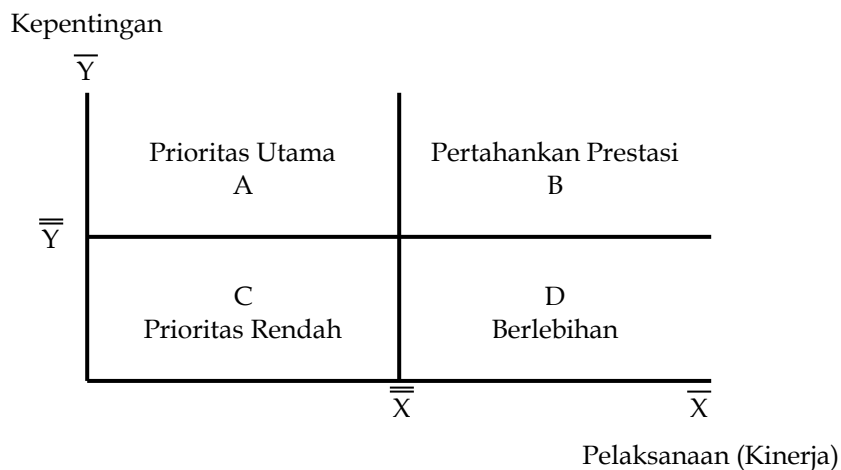 Kepentingan
Y̅
Prioritas Utama
A
Pertahankan Prestasi
B
Y̿
C
Prioritas Rendah
D
Berlebihan
X̿
X̅
Pelaksanaan (Kinerja)